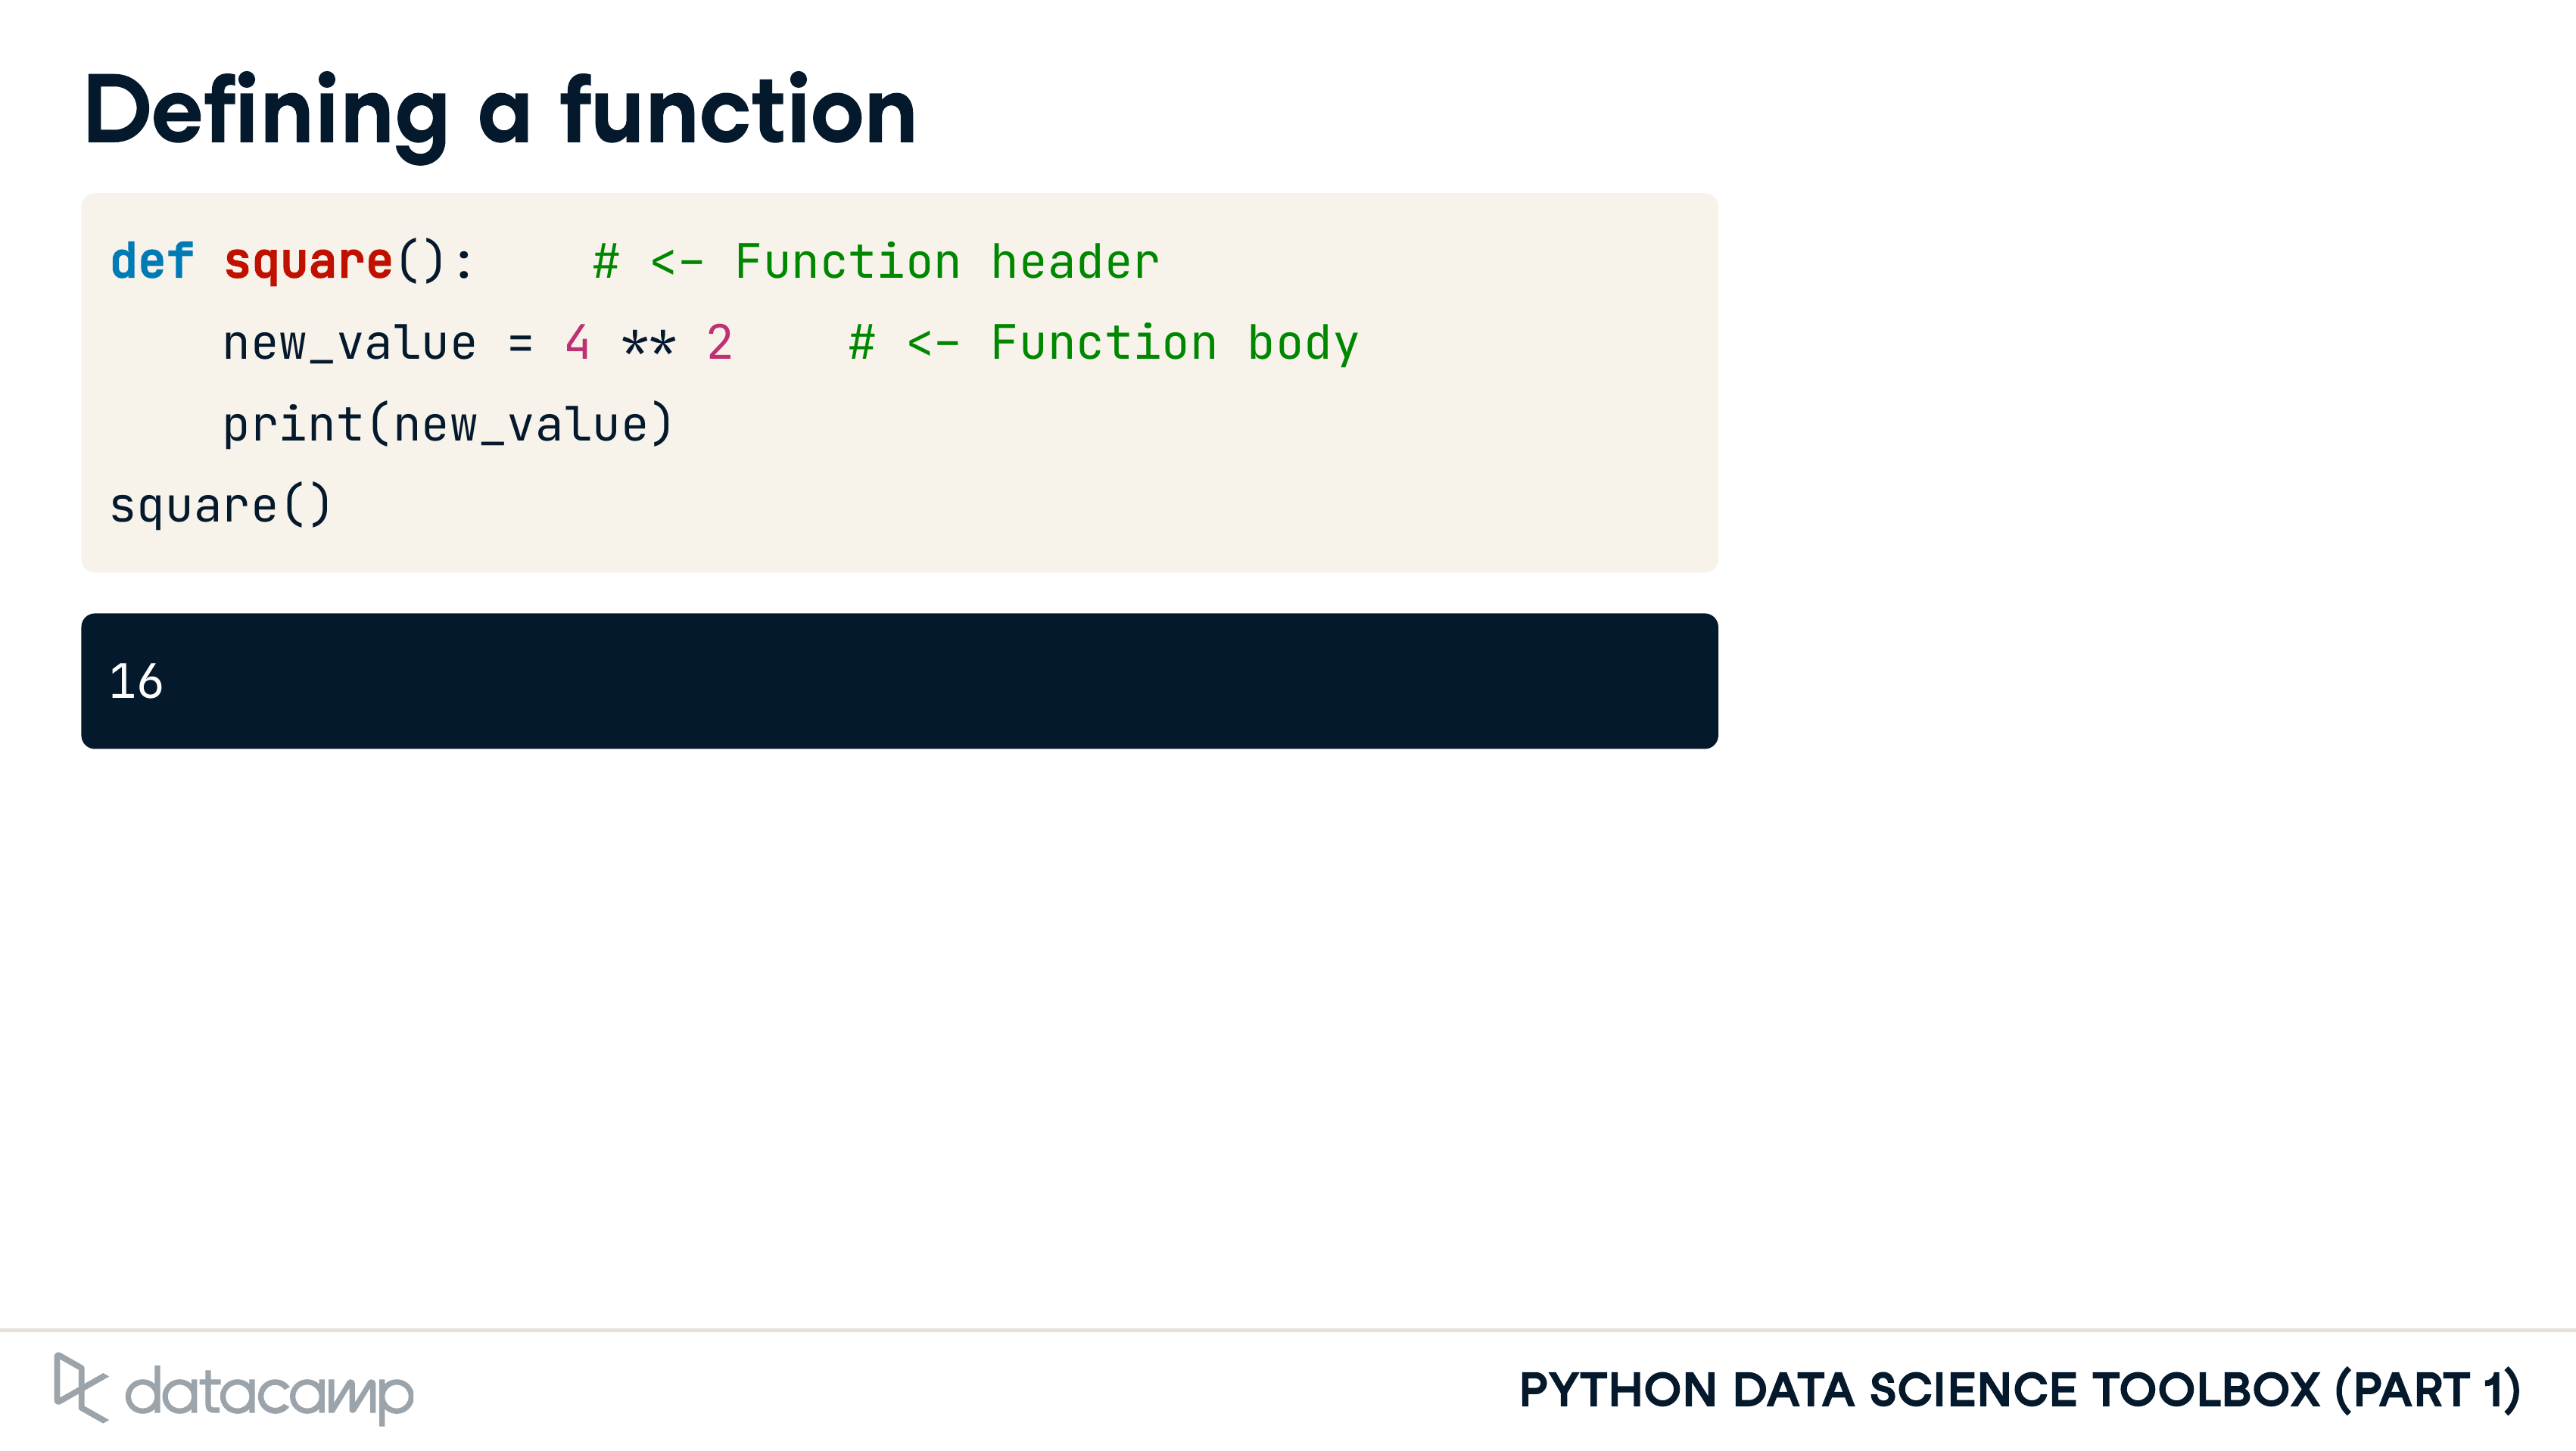 Defining a function
def square():    # <- Function header
    new_value = 4 ** 2    # <- Function body
    print(new_value)
square()
16
datacamp
PYTHON DATA SCIENCE TOOLBOX (PART 1)